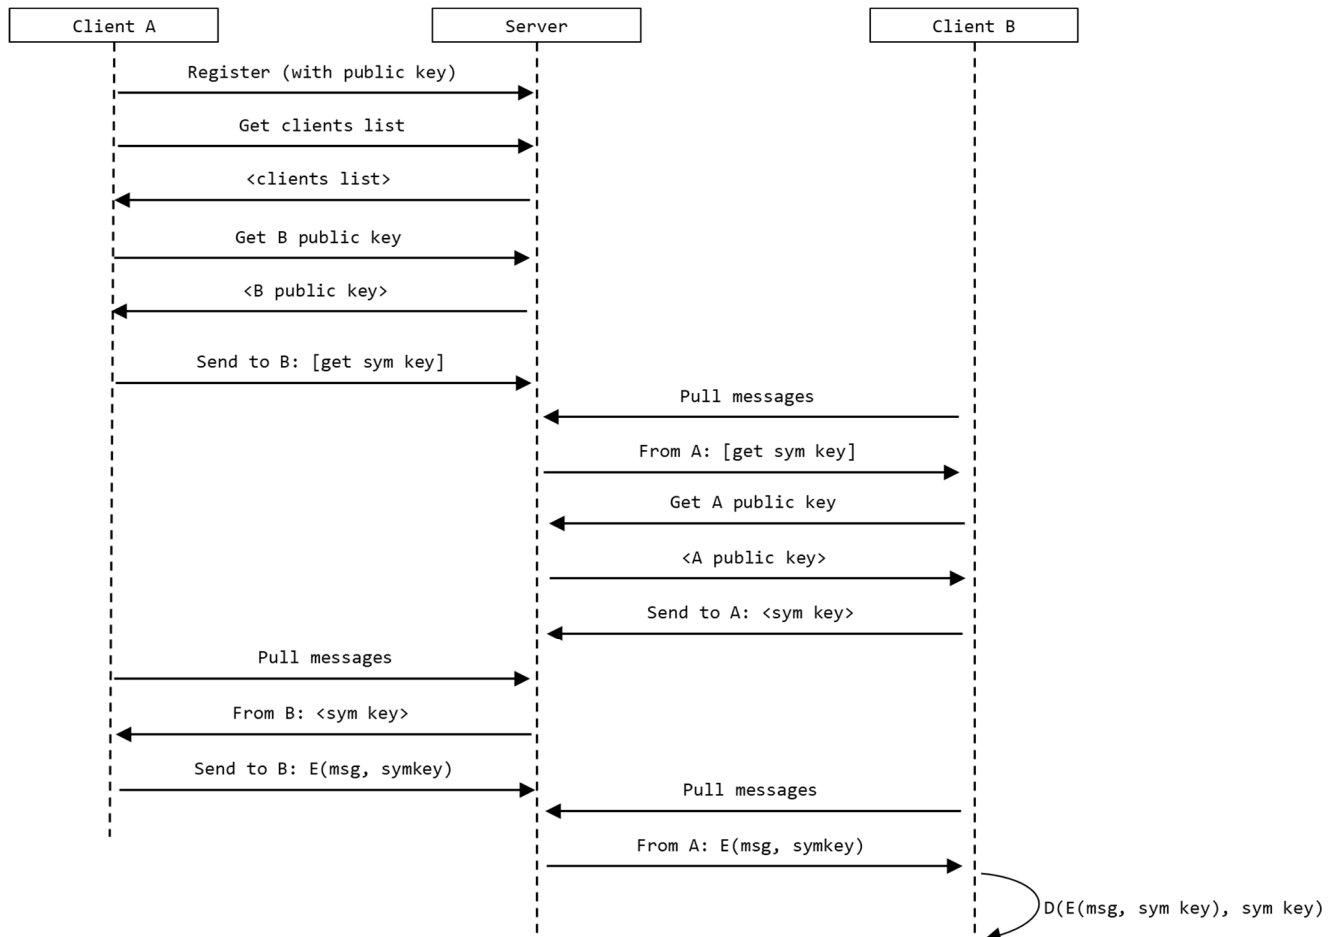 Client A
Server
Client B
Register (with public key)
Get clients list
<clients list>
Get B public key
<B public key>
Send to B: [get sym key]
Pull messages
From A: [get sym key]
Get A public key
<A public key>
Send to A: <sym key>
Pull messages
From B: <sym key>
Send to B: E(msg, symkey)
Pull messages
From A: E(msg, symkey)
D(E(msg, sym key), sym key)